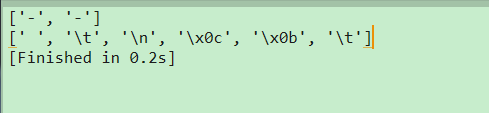 ['-', '-']
[' ', '\t', '\n', '\x0c', '\x0b', '\t']
[Finished in 0.2s]